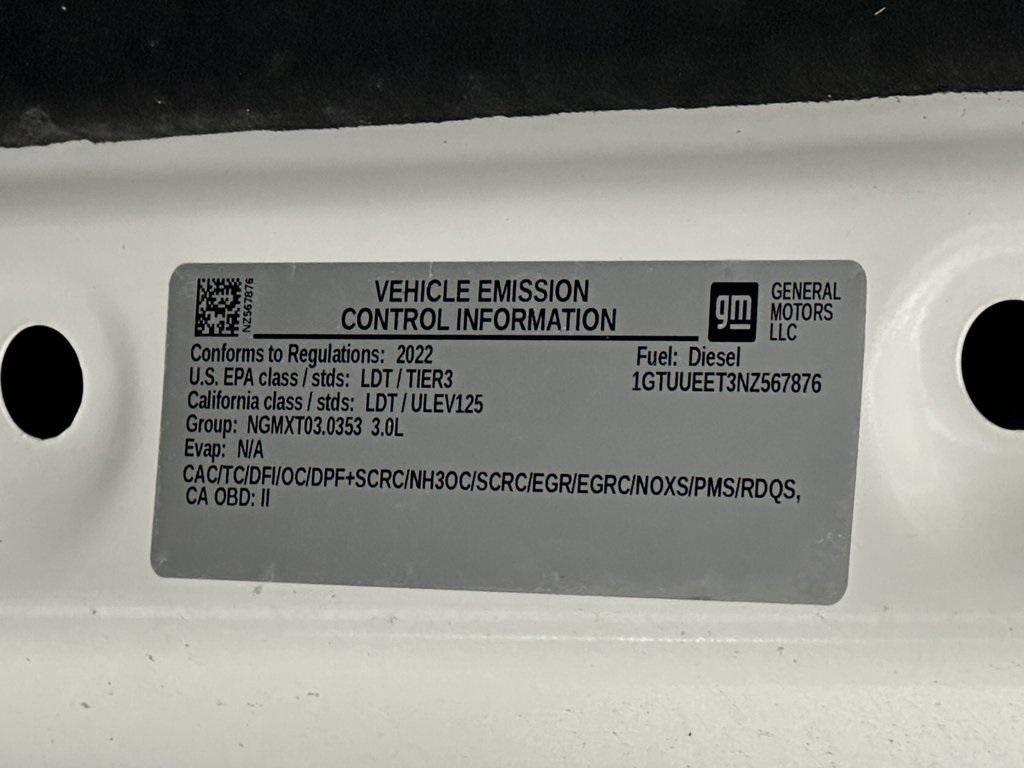 NZ567876
VEHICLE EMISSION
CONTROL INFORMATION
gm
GENERAL
MOTORS
LLC
Conforms to Regulations: 2022
Fuel: Diesel
U.S. EPA class / stds: LDT / TIER3
1GTUUEET3NZ567876
California class / stds: LDT / ULEV125
Group: NGMXT03.0353 3.0L
Evap: N/A
CAC/TC/DFI/OC/DPF+SCRC/NH3OC/SCRC/EGR/EGRC/NOXS/PMS/RDQS,
CA OBD: II